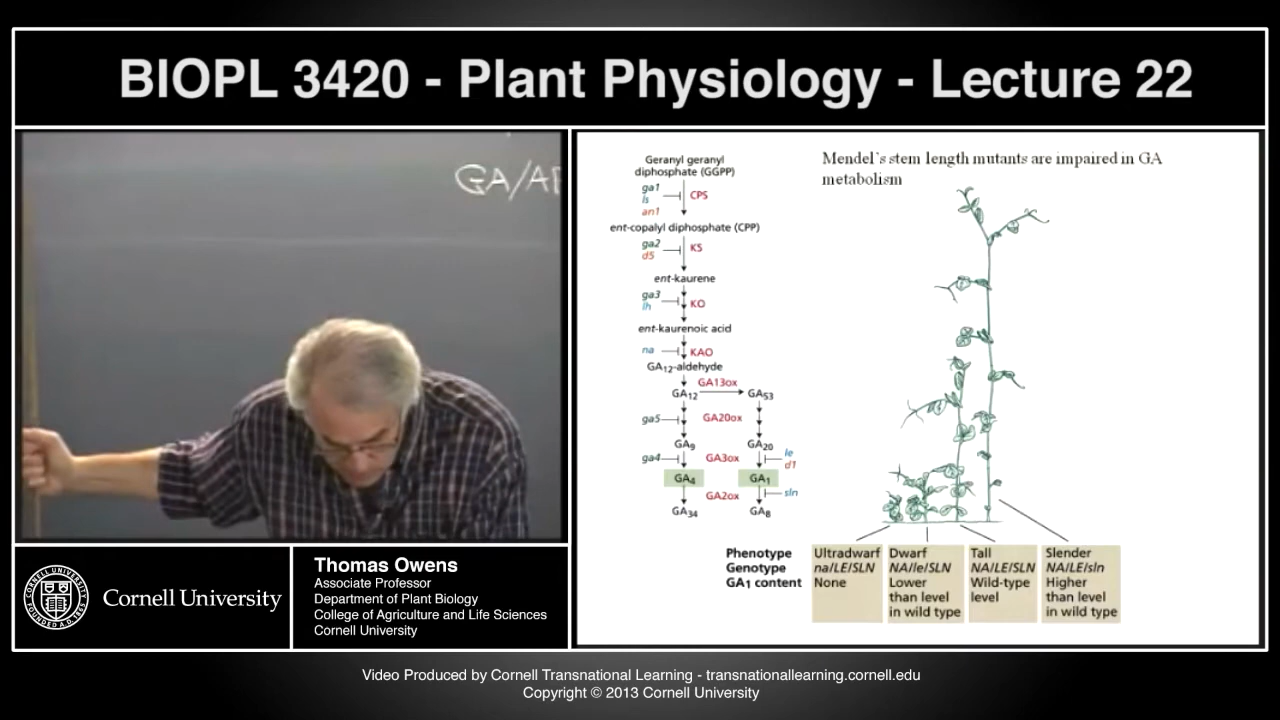 BIOPL 3420 - Plant Physiology - Lecture 22
GA/A
Mendel's stem length mutants are impaired in GA
metabolism
Geranyl geranyl
diphosphate (GGPP)
ga1
ls
an1
CPS
ent-copalyl diphosphate (CPP)
ga2
d5
KS
ent-kaurene
ga3
lh
KO
ent-kaurenoic acid
na
KAO
GA12-aldehyde
GA13ox
GA12
GA53
ga5
GA20ox
GA9
GA20
ga4
GA3ox
le
d1
GA4
GA1
GA2ox
sln
GA34
GA8
Phenotype
Genotype
GA1 content
Ultradwarf
na/LE/SLN
None
Dwarf
NA/le/SLN
Lower
than level
in wild type
Tall
NA/LE/SLN
Wild-type
level
Slender
NA/LE/sln
Higher
than level
in wild type
CORNELL UNIVERSITY
FOUNDED A.D. 1865
Cornell University
Thomas Owens
Associate Professor
Department of Plant Biology
College of Agriculture and Life Sciences
Cornell University
Video Produced by Cornell Transnational Learning - transnationallearning.cornell.edu
Copyright © 2013 Cornell University